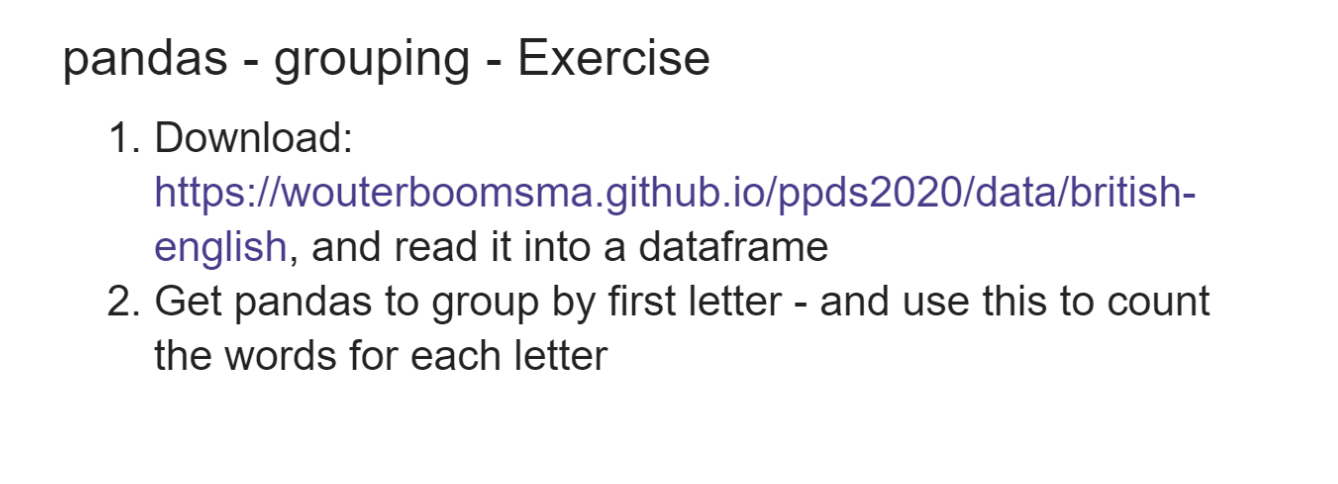 pandas - grouping - Exercise
1. Download:
https://wouterboomsma.github.io/ppds2020/data/british-
english, and read it into a dataframe
2. Get pandas to group by first letter - and use this to count
the words for each letter